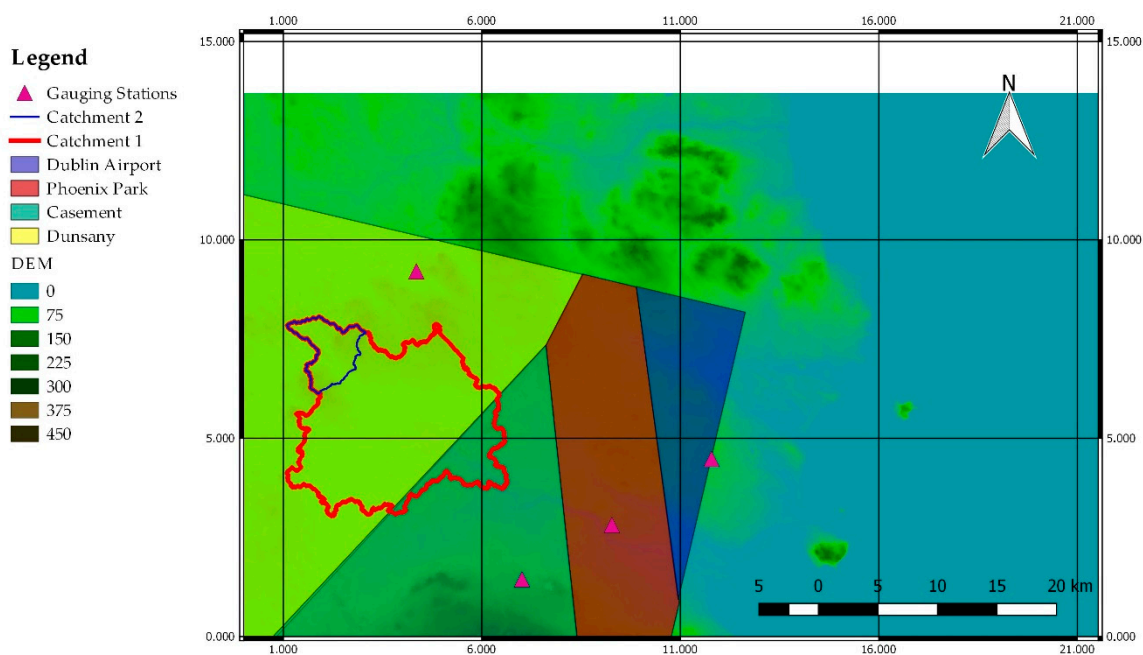 1.000 6.000 11.000 16.000 21.000
15.000 15.000
Legend
Gauging Stations
Catchment 2
Catchment 1
Dublin Airport
Phoenix Park
Casement
Dunsany
DEM
0
75
150
225
300
375
450
N
10.000 10.000
5.000 5.000
5 0 5 10 15 20 km
0.000 0.000
1.000 6.000 11.000 16.000 21.000